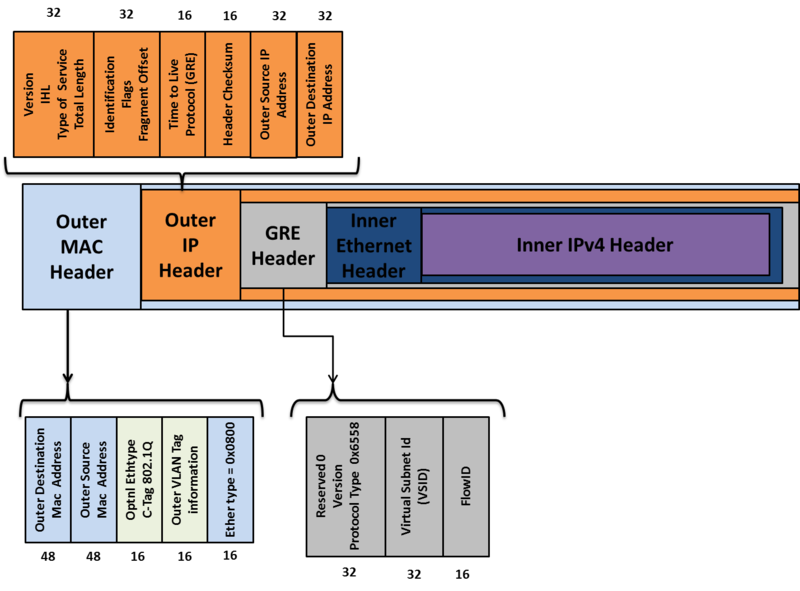 32 32 16 16 32 32
Version
IHL
Type of Service
Total Length
Identification
Flags
Fragment Offset
Time to Live
Protocol (GRE)
Header Checksum
Outer Source IP
Address
Outer Destination
IP Address
Outer
MAC
Header
Outer
IP
Header
GRE
Header
Inner
Ethernet
Header
Inner IPv4 Header
Outer Destination
Mac Address
Outer Source
Mac Address
Optnl Ethtype
C-Tag 802.1Q
Outer VLAN Tag
information
Ether type = 0x0800
48 48 16 16 16
Reserved 0
Version
Protocol Type 0x6558
Virtual Subnet Id
(VSID)
FlowID
32 32 16